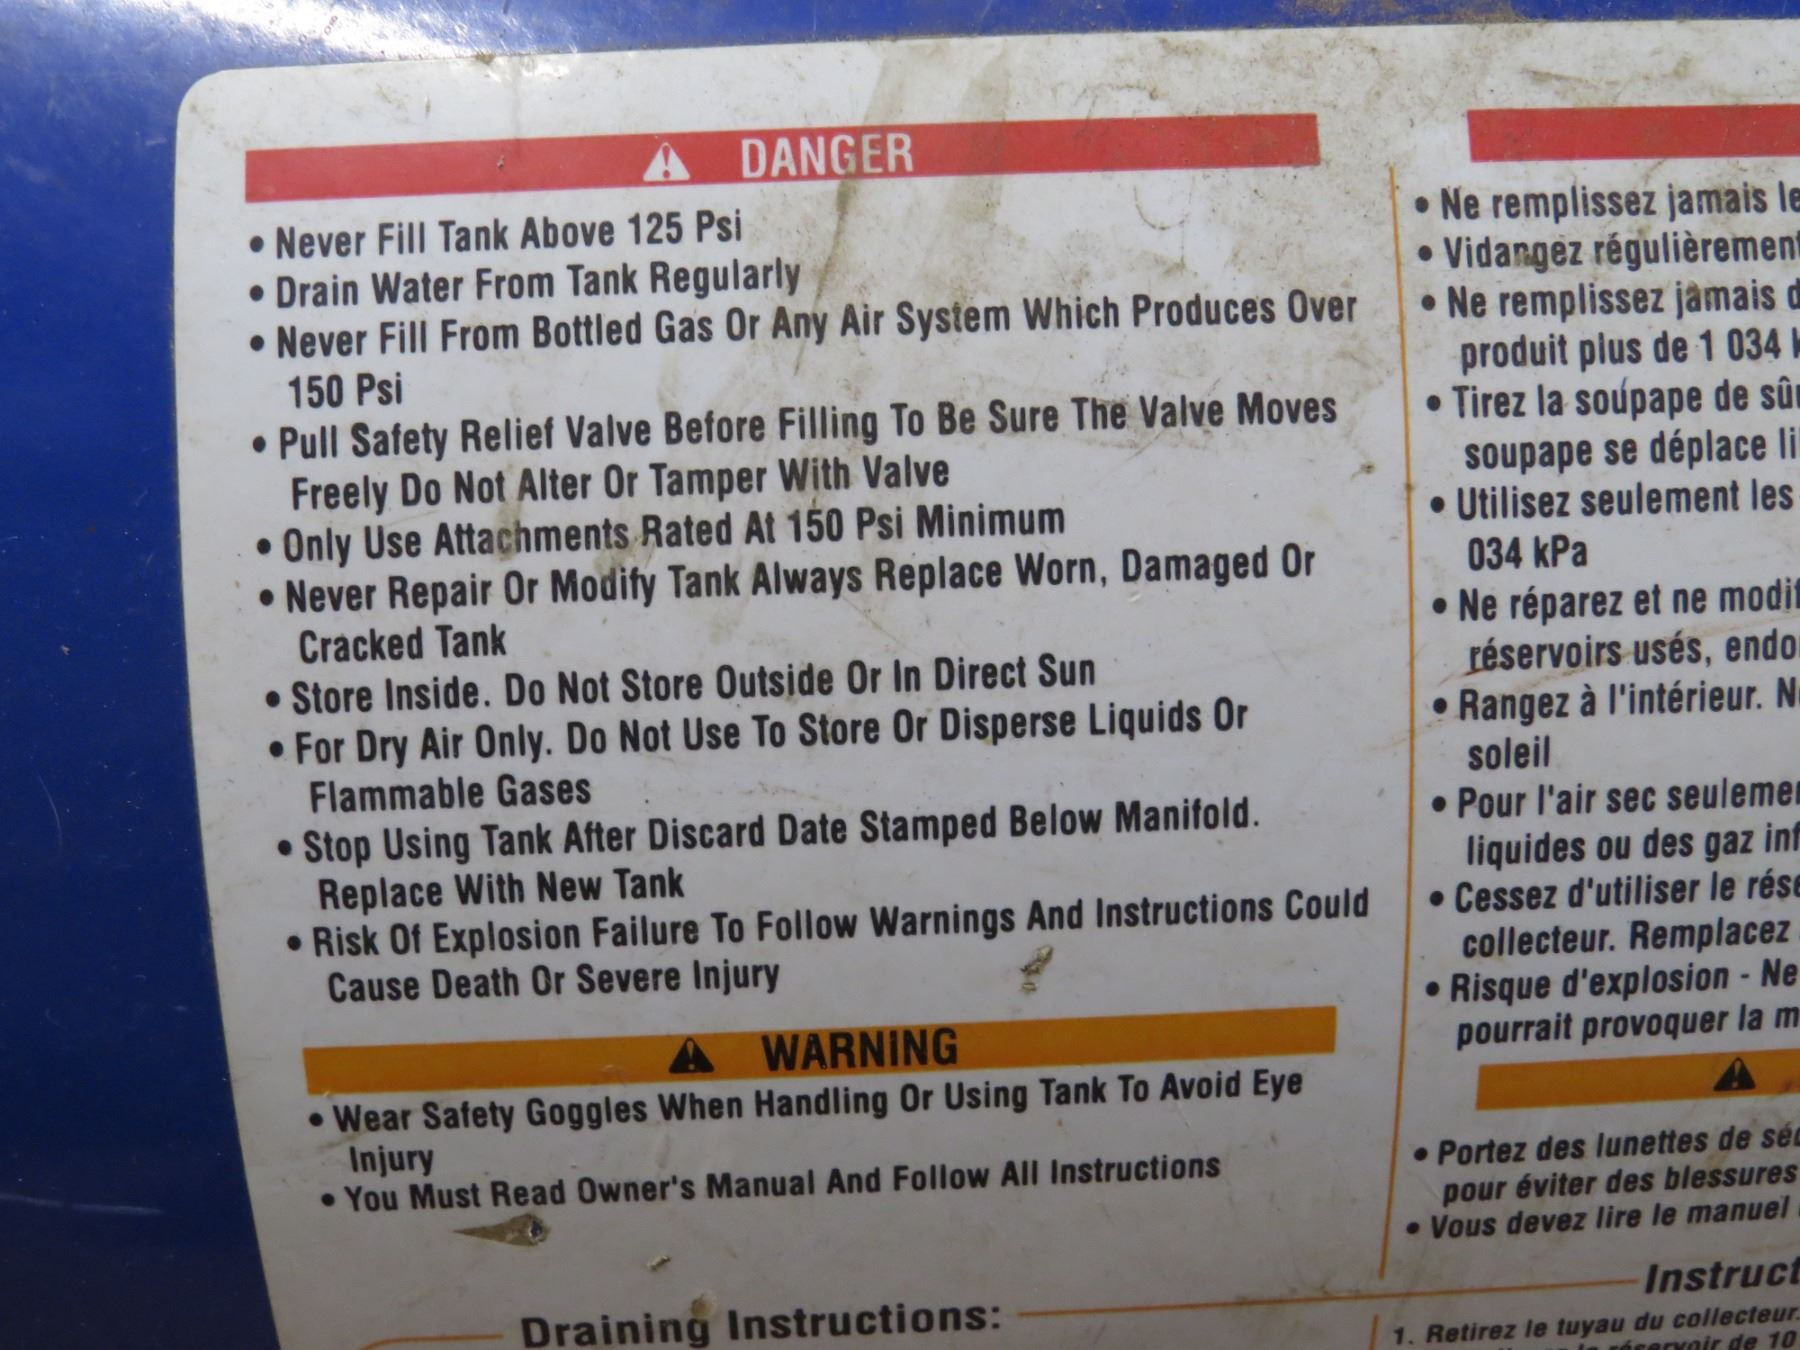 DANGER
• Never Fill Tank Above 125 Psi
• Drain Water From Tank Regularly
• Never Fill From Bottled Gas Or Any Air System Which Produces Over
150 Psi
• Pull Safety Relief Valve Before Filling To Be Sure The Valve Moves
Freely Do Not Alter Or Tamper With Valve
• Only Use Attachments Rated At 150 Psi Minimum
• Never Repair Or Modify Tank Always Replace Worn, Damaged Or
Cracked Tank
• Store Inside. Do Not Store Outside Or In Direct Sun
• For Dry Air Only. Do Not Use To Store Or Disperse Liquids Or
Flammable Gases
• Stop Using Tank After Discard Date Stamped Below Manifold.
Replace With New Tank
• Risk Of Explosion Failure To Follow Warnings And Instructions Could
Cause Death Or Severe Injury
WARNING
• Wear Safety Goggles When Handling Or Using Tank To Avoid Eye
Injury
• You Must Read Owner's Manual And Follow All Instructions
Draining Instructions:
• Ne remplissez jamais
• Vidangez
• Ne remplissez jamais
produit plus de 1 034
• Tirez la soupape de
soupape se déplace
• Utilisez seulement les
034 kPa
• Ne réparez et ne
réservoirs usés,
• Rangez à l'intérieur.
soleil
• Pour l'air sec
liquides ou des gaz
• Cessez d'utiliser le
collecteur. Remplacez
• Risque d'explosion - Ne
pourrait provoquer la
• Portez des lunettes de
pour éviter des blessures
• Vous devez lire le manuel
1. Retirez le tuyau du collecteur.
de 10